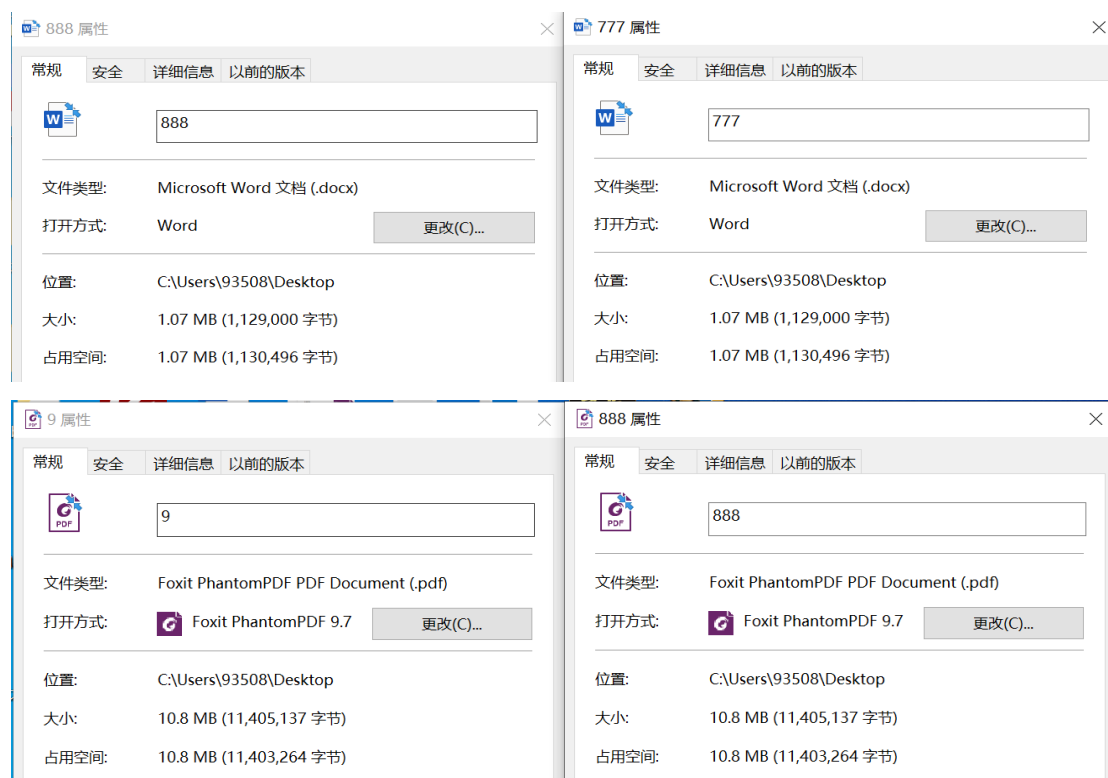 888 属性
常规 安全 详细信息 以前的版本
888
文件类型: Microsoft Word 文档 (.docx)
打开方式: Word 更改(C)...
位置: C:\Users\93508\Desktop
大小: 1.07 MB (1,129,000 字节)
占用空间: 1.07 MB (1,130,496 字节)
777 属性
常规 安全 详细信息 以前的版本
777
文件类型: Microsoft Word 文档 (.docx)
打开方式: Word 更改(C)...
位置: C:\Users\93508\Desktop
大小: 1.07 MB (1,129,000 字节)
占用空间: 1.07 MB (1,130,496 字节)
9 属性
常规 安全 详细信息 以前的版本
PDF
9
文件类型: Foxit PhantomPDF PDF Document (.pdf)
打开方式: Foxit PhantomPDF 9.7 更改(C)...
位置: C:\Users\93508\Desktop
大小: 10.8 MB (11,405,137 字节)
占用空间: 10.8 MB (11,403,264 字节)
888 属性
常规 安全 详细信息 以前的版本
PDF
888
文件类型: Foxit PhantomPDF PDF Document (.pdf)
打开方式: Foxit PhantomPDF 9.7 更改(C)...
位置: C:\Users\93508\Desktop
大小: 10.8 MB (11,405,137 字节)
占用空间: 10.8 MB (11,403,264 字节)